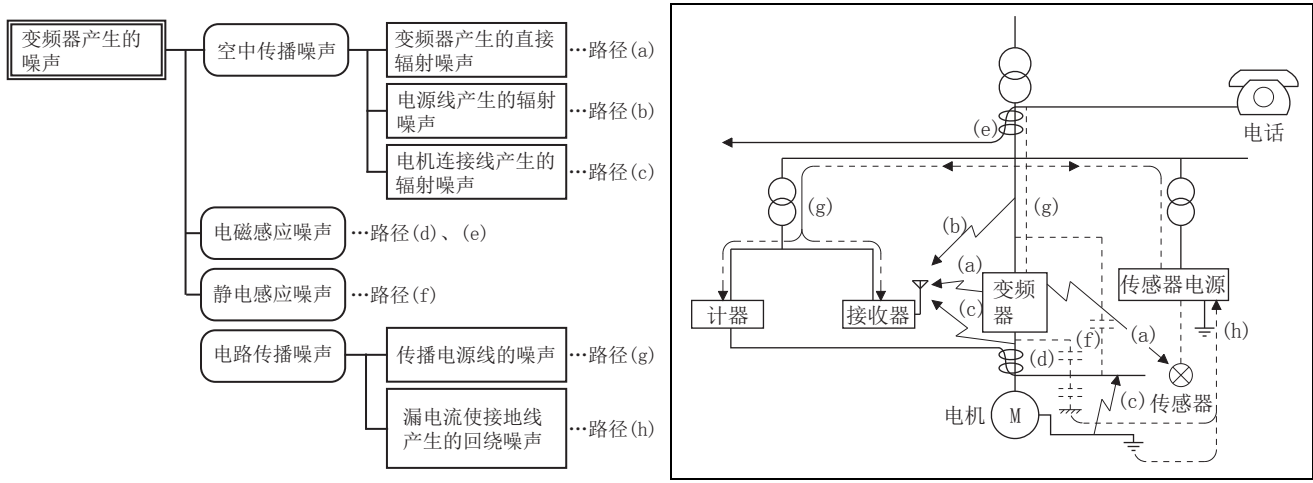 变频器产生的
噪声
空中传播噪声
变频器产生的直接
辐射噪声
…路径(a)
电源线产生的辐射
噪声
…路径(b)
电机连接线产生的
辐射噪声
…路径(c)
电磁感应噪声
…路径(d)、(e)
静电感应噪声
…路径(f)
电路传播噪声
传播电源线的噪声
…路径(g)
漏电流使接地线
产生的回绕噪声
…路径(h)
(e)
电话
(g)
(g)
(b)
(a)
变频
器
传感器电源
计器
接收器
(c)
(f)
(a)
(h)
(d)
电机
M
(c)
传感器